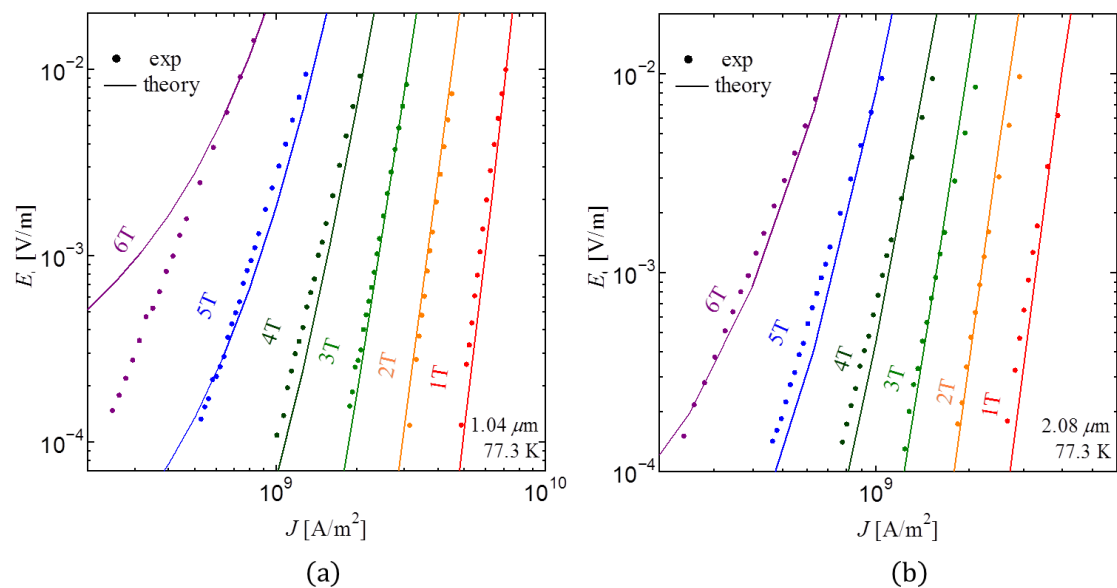 exp
theory
10⁻²
10⁻³
10⁻⁴
E [V/m]
6T
5T
4T
3T
2T
1T
1.04 μm
77.3 K
10⁹
10¹⁰
J [A/m²]
(a)
exp
theory
10⁻²
10⁻³
10⁻⁴
E [V/m]
6T
5T
4T
3T
2T
1T
2.08 μm
77.3 K
10⁹
J [A/m²]
(b)